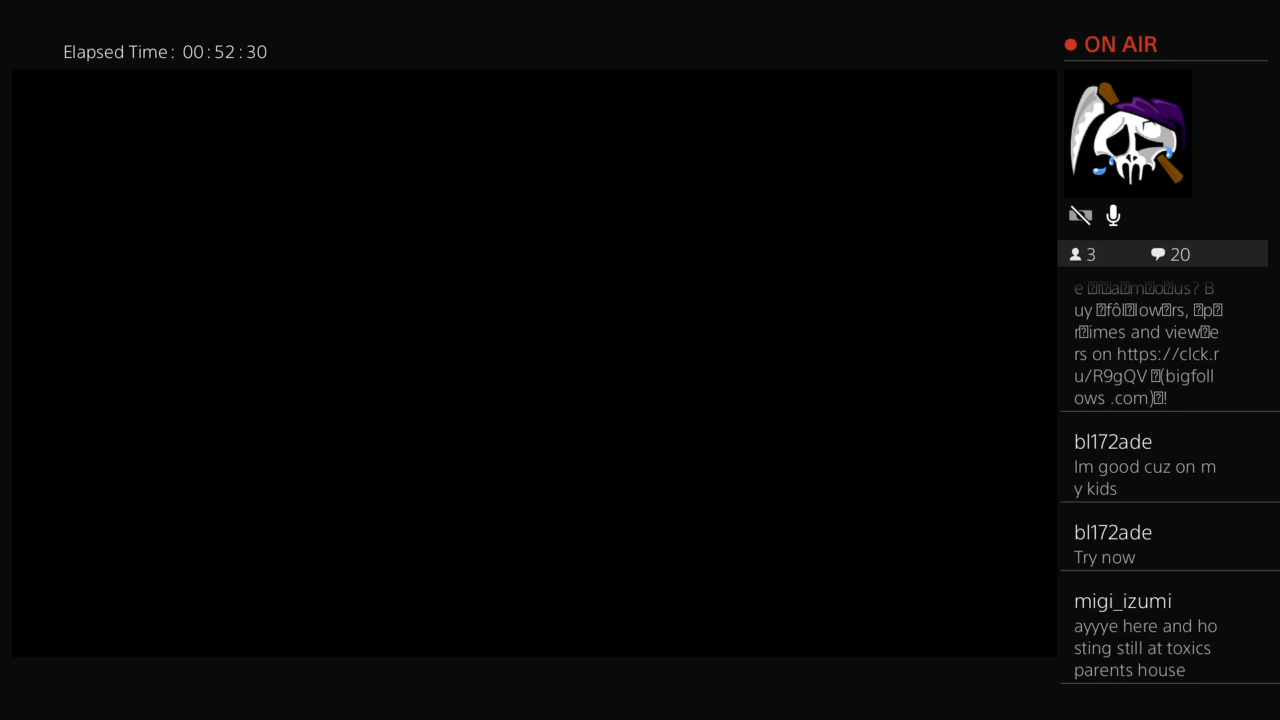 Elapsed Time: 00:52:30
ON AIR
3 20
uy �fôl�low�rs, �p�
r�imes and view�e
rs on https://clck.r
u/R9gQV �(bigfoll
ows .com)�!
bl172ade
Im good cuz on m
y kids
bl172ade
Try now
migi_izumi
ayyye here and ho
sting still at toxics
parents house